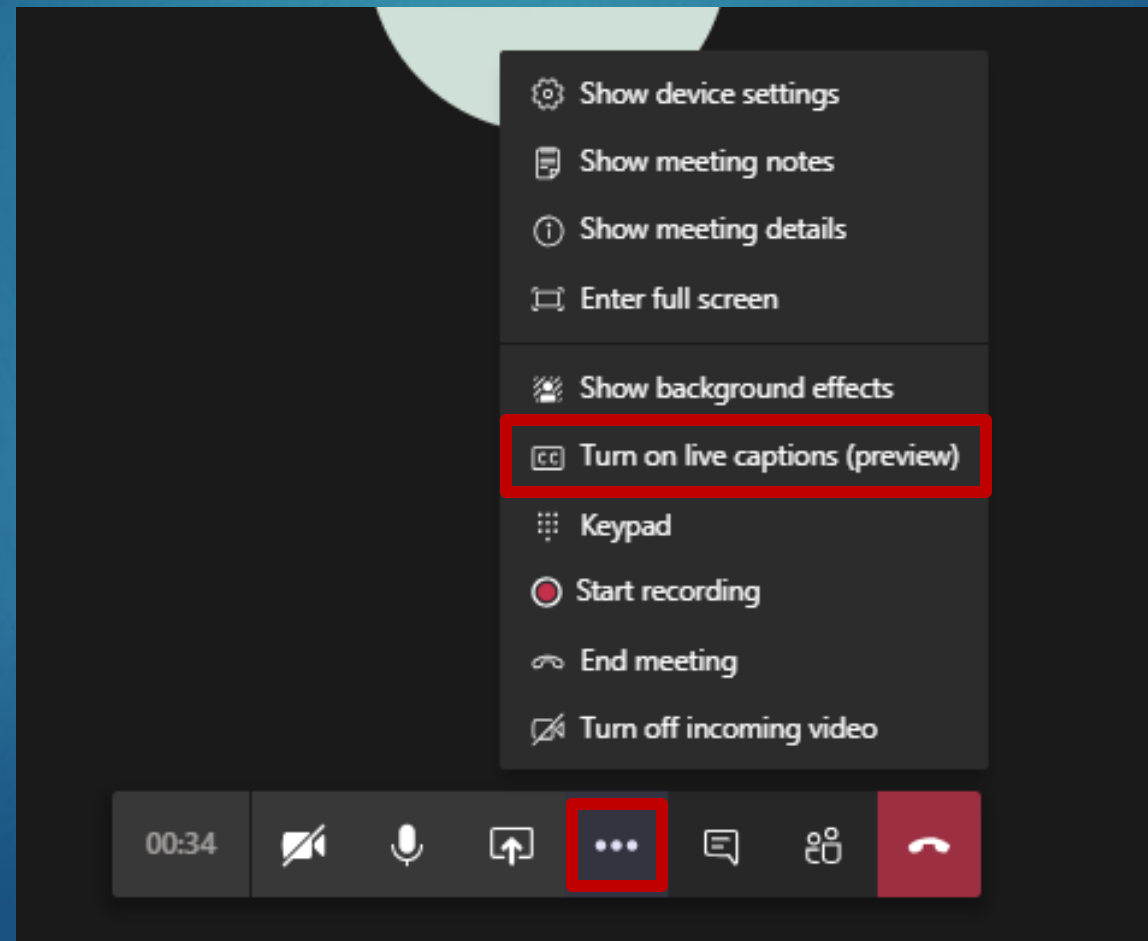 Show device settings
Show meeting notes
Show meeting details
Enter full screen
Show background effects
CC Turn on live captions (preview)
Keypad
Start recording
End meeting
Turn off incoming video
00:34